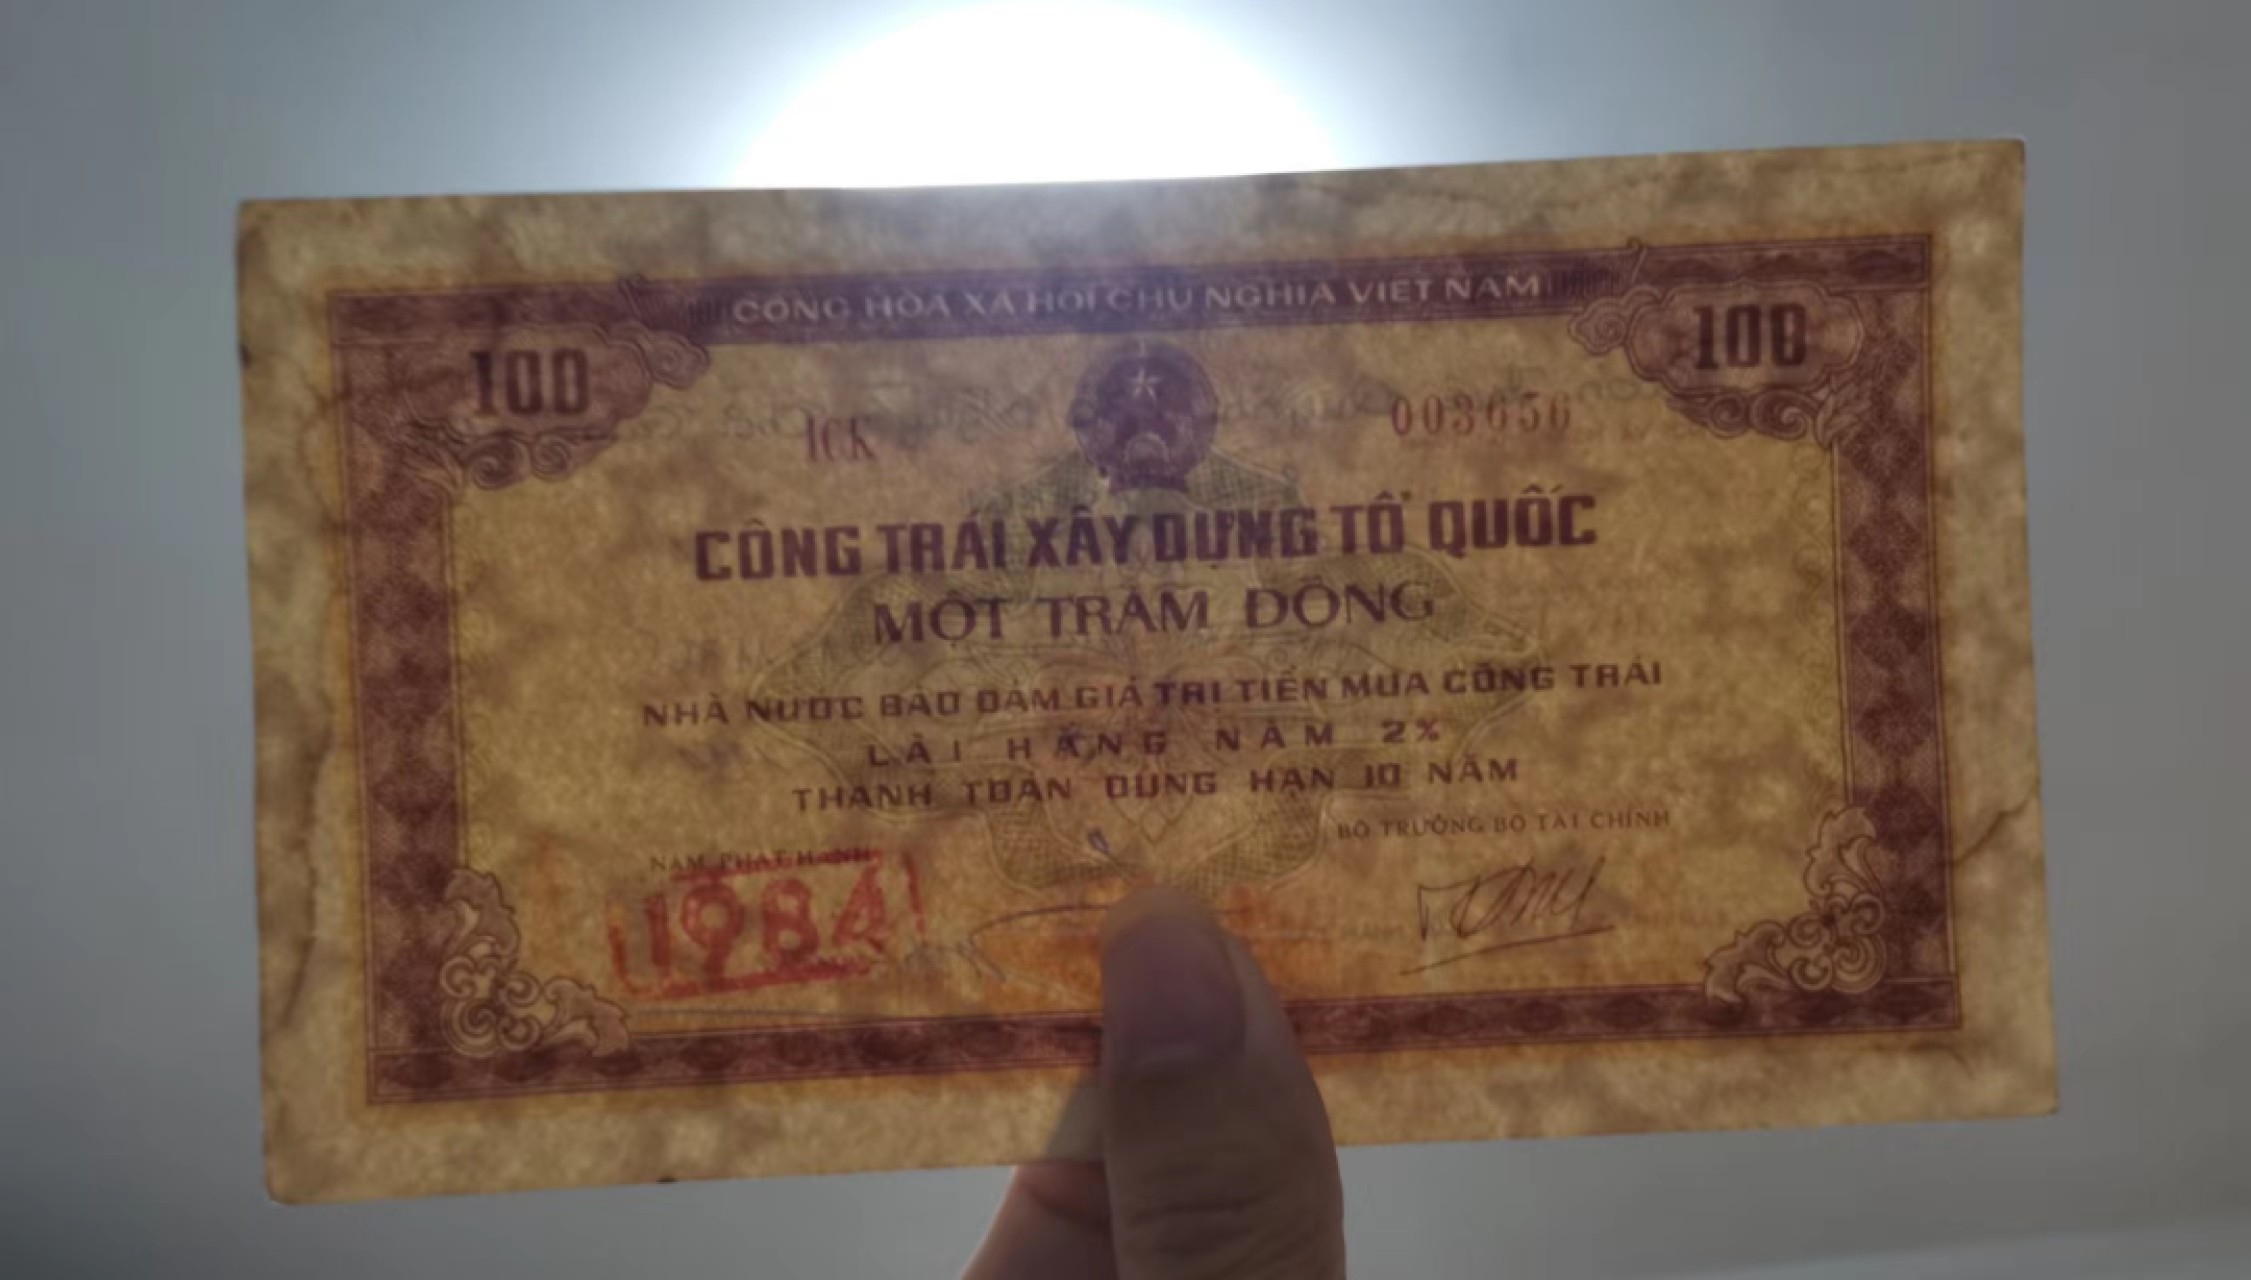 CỘNG HÒA XÃ HỘI CHỦ NGHĨA VIỆT NAM
100 100
1CK 003656
CÔNG TRÁI XÂY DỰNG TỔ QUỐC
MỘT TRĂM ĐỒNG
NHÀ NƯỚC BẢO ĐẢM GIÁ TRỊ TIỀN MUA CÔNG TRÁI
LÃI HÀNG NĂM 2%
THANH TOÁN ĐÚNG HẠN 10 NĂM
BỘ TRƯỞNG BỘ TÀI CHÍNH
NĂM PHÁT HÀNH
1984